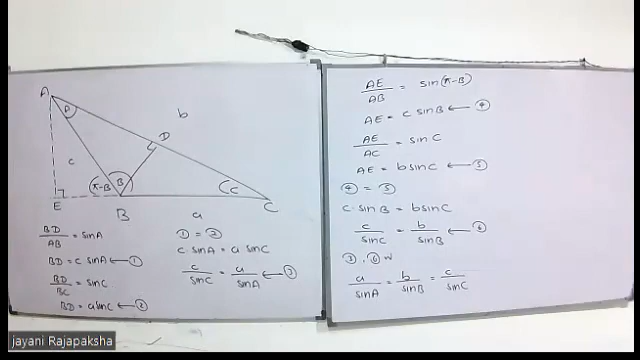 A
A
b
D
c
(π-B)
B
C
E
B
a
C
BD/AB = sinA
BD = c sinA ← ①
BD/BC = sinC
BD = a sinC ← ②
① = ②
c sinA = a sinC
c/sinC = a/sinA ← ③
AE/AB = sin(π-B)
AE = c sinB ← ④
AE/AC = sinC
AE = b sinC ← ⑤
④ = ⑤
c sinB = b sinC
c/sinC = b/sinB ← ⑥
③, ⑥
a/sinA = b/sinB = c/sinC
jayani Rajapaksha